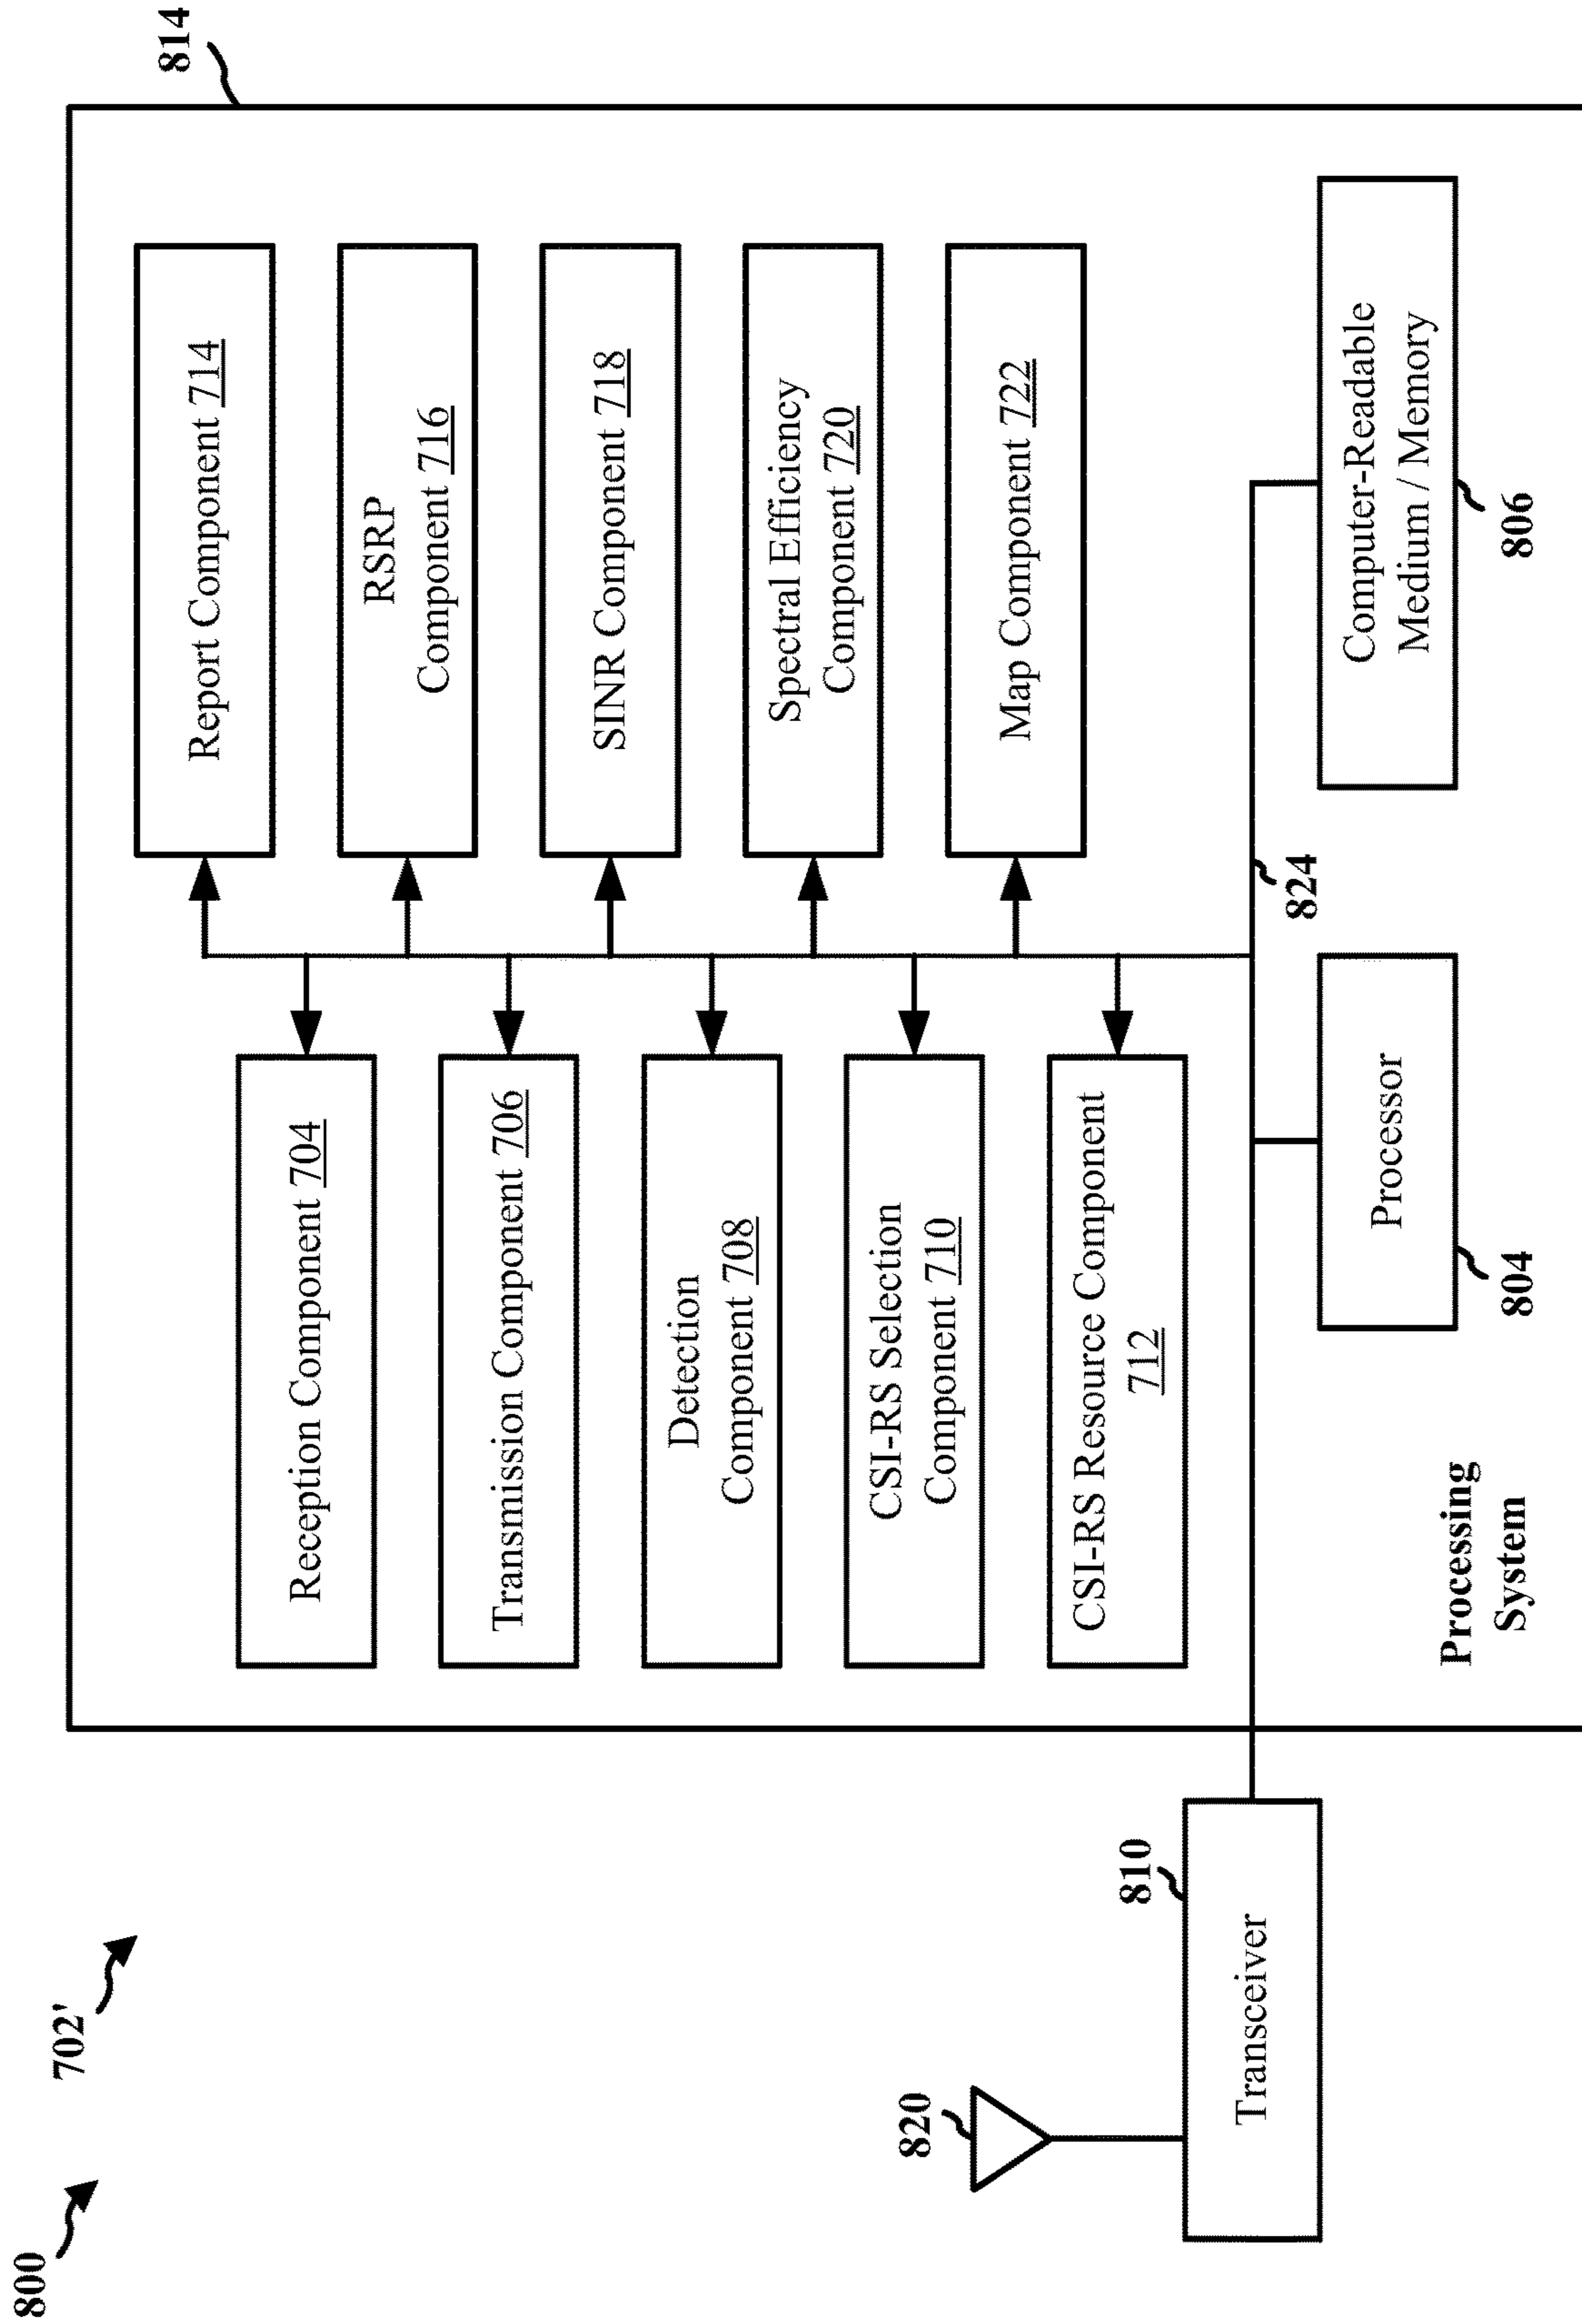 800
702'
814
Reception Component 704
Transmission Component 706
Detection
Component 708
CSI-RS Selection
Component 710
CSI-RS Resource Component
712
Report Component 714
RSRP
Component 716
SINR Component 718
Spectral Efficiency
Component 720
Map Component 722
820
810
Transceiver
824
Processor
804
Computer-Readable
Medium / Memory
806
Processing
System